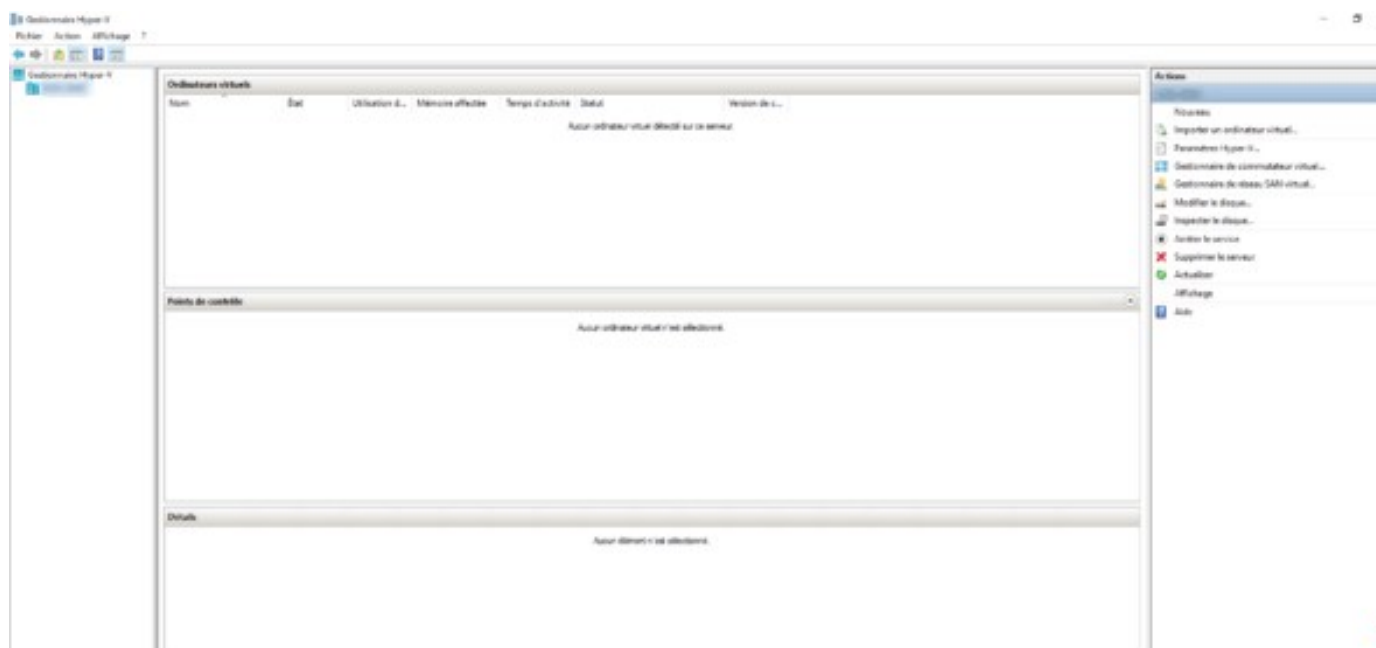 Gestionnaire Hyper-V
Fichier Action Affichage ?
Gestionnaire Hyper-V
Ordinateurs virtuels
Nom État Utilisation d... Mémoire affectée Temps d'activité Statut Version de c...
Aucun ordinateur virtuel détecté sur ce serveur.
Points de contrôle
Aucun ordinateur virtuel n'est sélectionné.
Détails
Aucun élément n'est sélectionné.
Actions
Nouveau
Importer un ordinateur virtuel...
Paramètres Hyper-V...
Gestionnaire de commutateur virtuel...
Gestionnaire de réseau SAN virtuel...
Modifier le disque...
Inspecter le disque...
Arrêter le service
Supprimer le serveur
Actualiser
Affichage
Aide